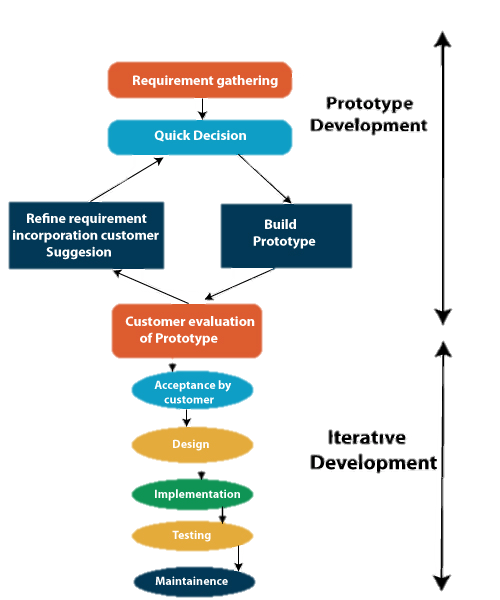 Requirement gathering
Prototype
Development
Quick Decision
Refine requirement
incorporation customer
Suggesion
Build
Prototype
Customer evaluation
of Prototype
Acceptance by
customer
Iterative
Development
Design
Implementation
Testing
Maintainence